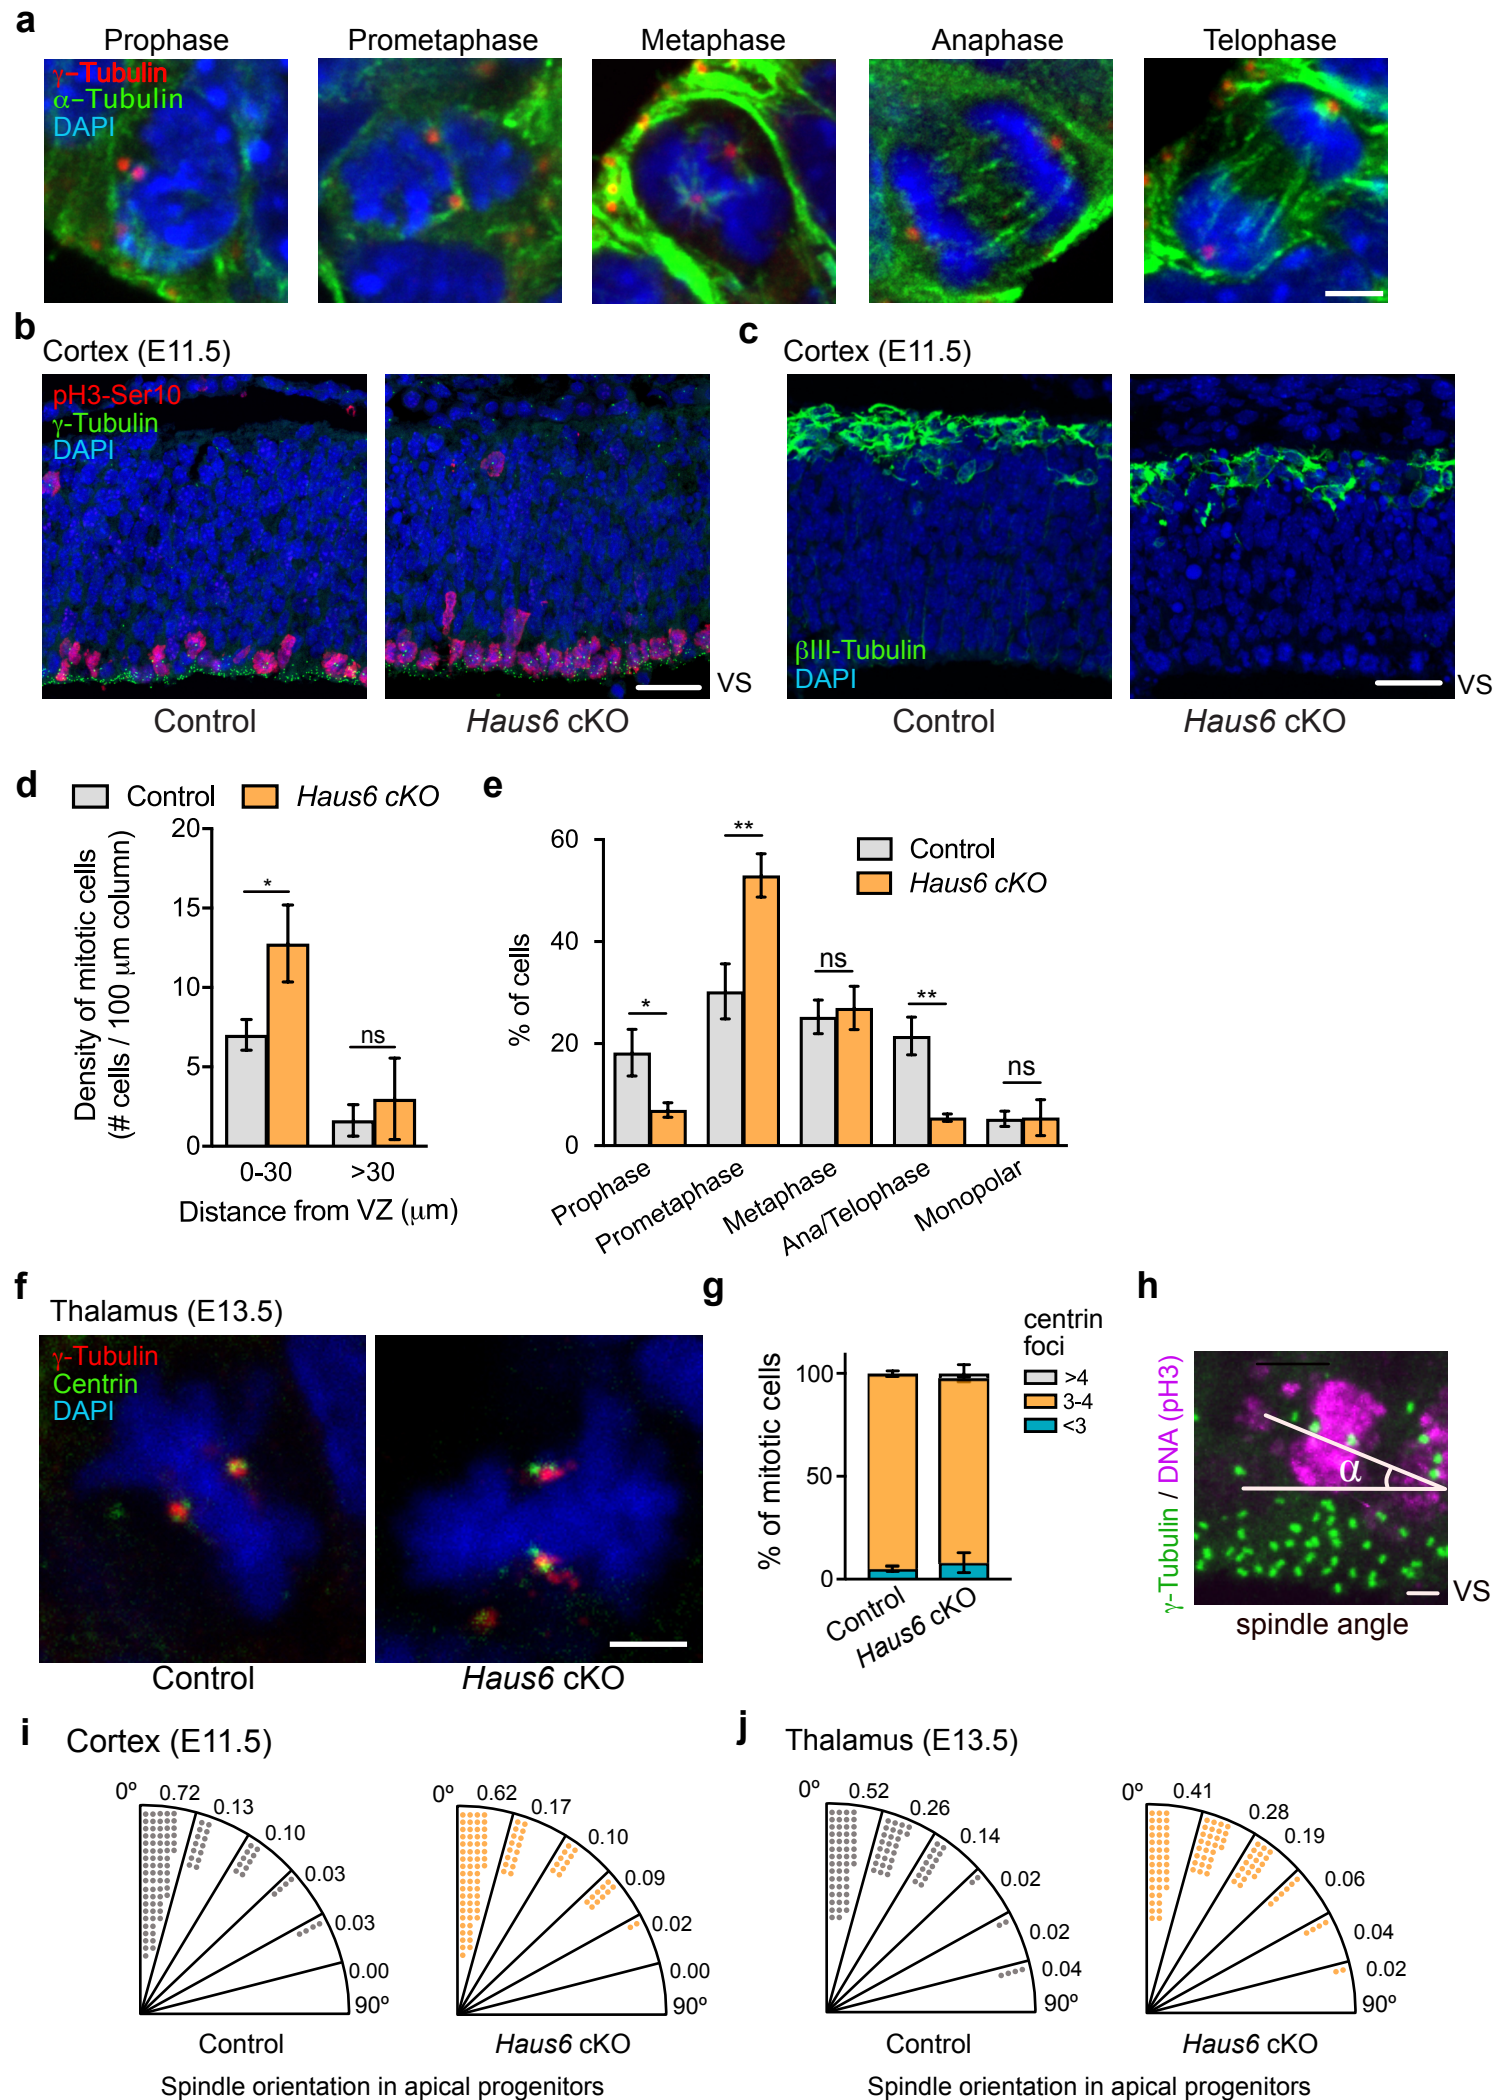 a
Prophase
Prometaphase
Metaphase
Anaphase
Telophase
γ-Tubulin
α-Tubulin
DAPI
b
Cortex (E11.5)
pH3-Ser10
γ-Tubulin
DAPI
VS
Control
Haus6 cKO
c
Cortex (E11.5)
βIII-Tubulin
DAPI
VS
Control
Haus6 cKO
d
Control
Haus6 cKO
Density of mitotic cells
(# cells / 100 μm column)
20
15
10
5
0
*
ns
0-30
>30
Distance from VZ (μm)
e
Control
Haus6 cKO
% of cells
60
40
20
0
*
**
ns
**
ns
Prophase
Prometaphase
Metaphase
Ana/Telophase
Monopolar
f
Thalamus (E13.5)
γ-Tubulin
Centrin
DAPI
Control
Haus6 cKO
g
centrin
foci
>4
3-4
<3
% of mitotic cells
100
50
0
Control
Haus6 cKO
h
γ-Tubulin / DNA (pH3)
α
VS
spindle angle
i
Cortex (E11.5)
0º
0.72
0.13
0.10
0.03
0.03
0.00
90º
Control
0º
0.62
0.17
0.10
0.09
0.02
0.00
90º
Haus6 cKO
Spindle orientation in apical progenitors
j
Thalamus (E13.5)
0º
0.52
0.26
0.14
0.02
0.02
0.04
90º
Control
0º
0.41
0.28
0.19
0.06
0.04
0.02
90º
Haus6 cKO
Spindle orientation in apical progenitors